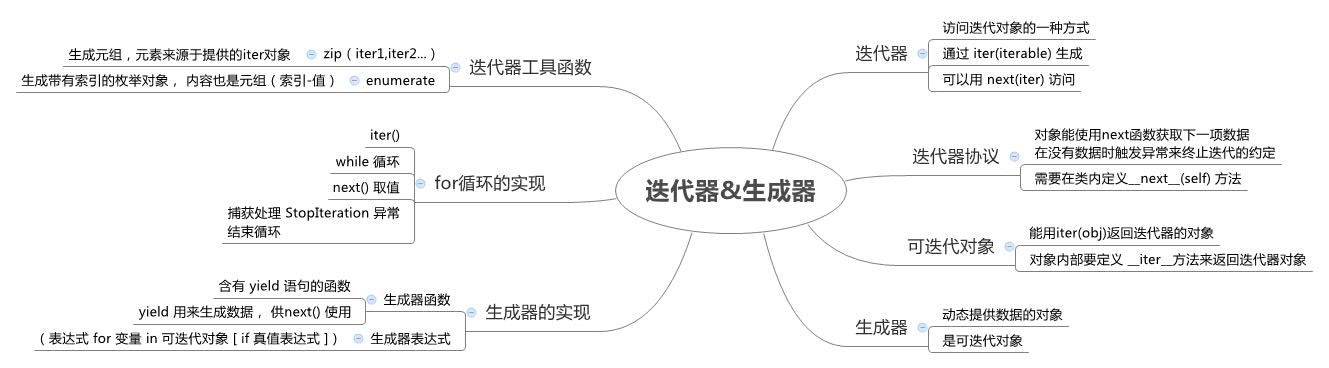 迭代器&生成器
迭代器
访问迭代对象的一种方式
通过 iter(iterable) 生成
可以用 next(iter) 访问
迭代器协议
对象能使用next函数获取下一项数据
在没有数据时触发异常来终止迭代的约定
需要在类内定义__next__(self) 方法
可迭代对象
能用iter(obj)返回迭代器的对象
对象内部要定义 __iter__方法来返回迭代器对象
生成器
动态提供数据的对象
是可迭代对象
迭代器工具函数
zip（iter1,iter2...）
生成元组，元素来源于提供的iter对象
enumerate
生成带有索引的枚举对象， 内容也是元组（索引-值）
for循环的实现
iter()
while 循环
next() 取值
捕获处理 StopIteration 异常
结束循环
生成器的实现
生成器函数
含有 yield 语句的函数
yield 用来生成数据， 供next() 使用
生成器表达式
（表达式 for 变量 in 可迭代对象 [ if 真值表达式 ]）